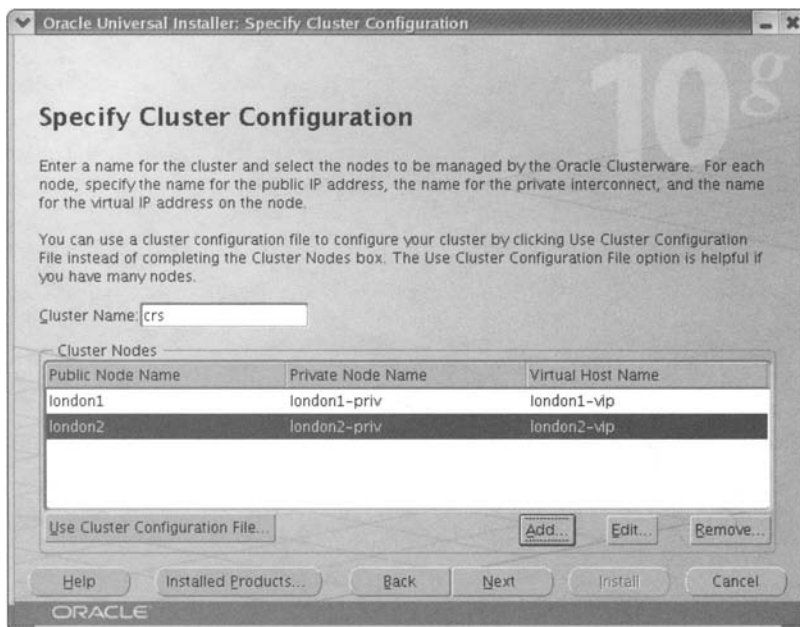 Oracle Universal Installer: Specify Cluster Configuration
10g
Specify Cluster Configuration
Enter a name for the cluster and select the nodes to be managed by the Oracle Clusterware. For each
node, specify the name for the public IP address, the name for the private interconnect, and the name
for the virtual IP address on the node.
You can use a cluster configuration file to configure your cluster by clicking Use Cluster Configuration
File instead of completing the Cluster Nodes box. The Use Cluster Configuration File option is helpful if
you have many nodes.
Cluster Name: crs
Cluster Nodes
Public Node Name Private Node Name Virtual Host Name
london1 london1-priv london1-vip
london2 london2-priv london2-vip
Use Cluster Configuration File... Add... Edit... Remove...
Help Installed Products... Back Next Install Cancel
ORACLE